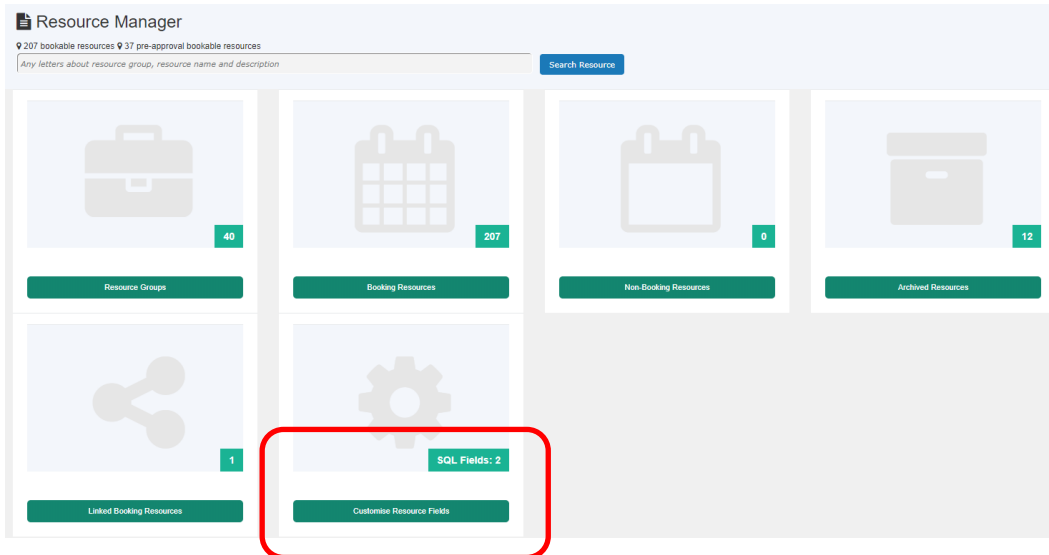 Resource Manager
207 bookable resources 37 pre-approval bookable resources
Any letters about resource group, resource name and description
Search Resource
40
207
0
12
Resource Groups
Booking Resources
Non-Booking Resources
Archived Resources
1
SQL Fields: 2
Linked Booking Resources
Customise Resource Fields